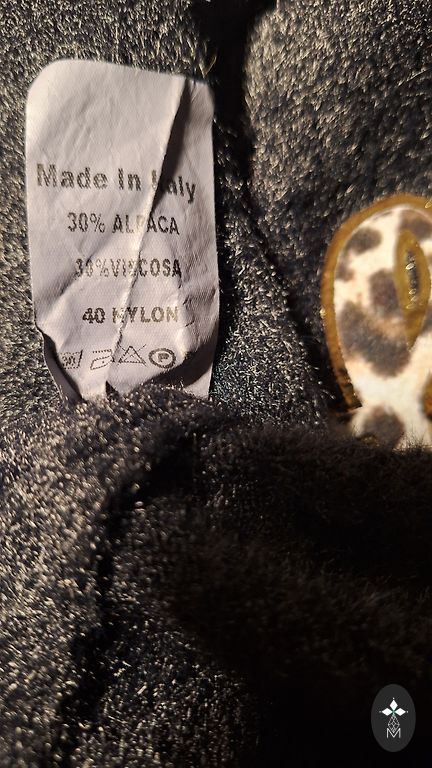 Made In Italy
30% ALPACA
30%VISCOSA
40 NYLON
P
M